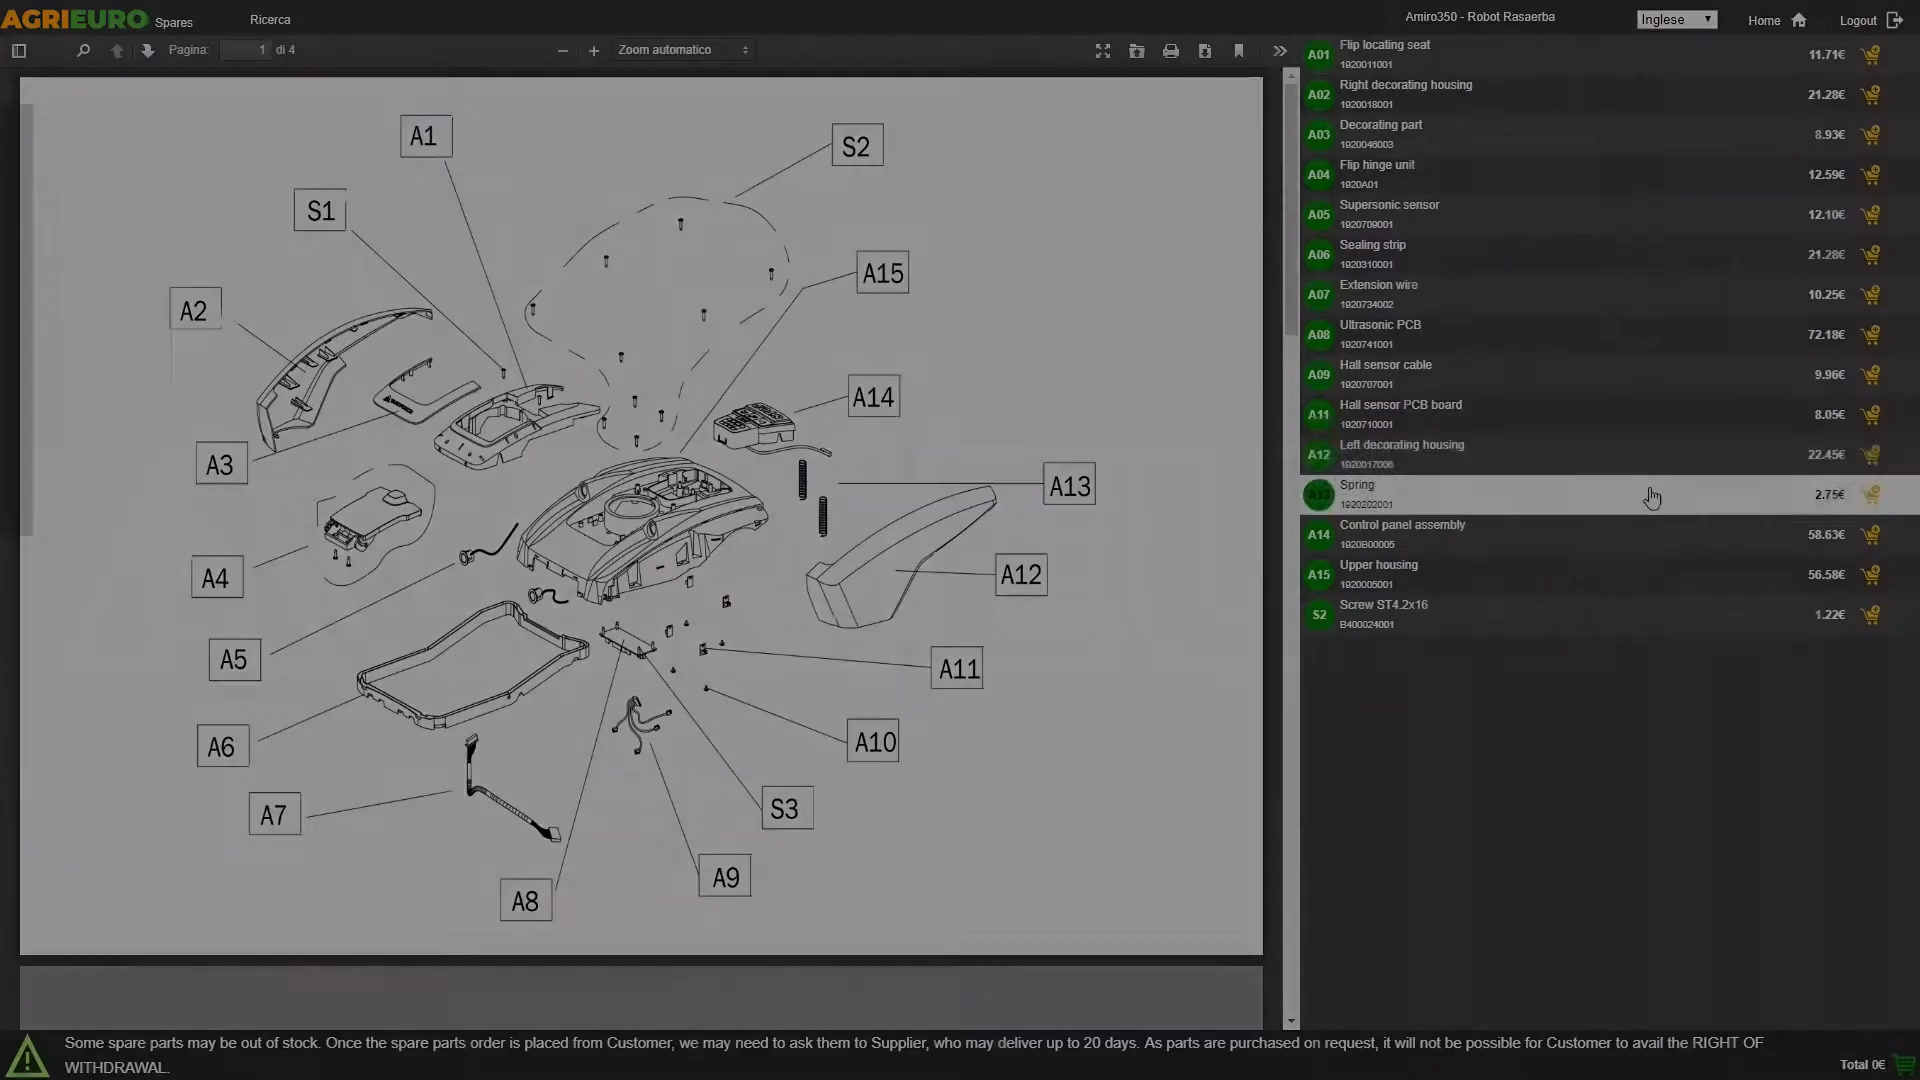 AGRIEURO Spares
Ricerca
Amiro350 - Robot Rasaerba
Inglese
Home
Logout
Pagina: 1 di 4
Zoom automatico
A1
S2
S1
A15
A2
A14
A3
A13
A4
A12
A5
A11
A6
A10
A7
S3
A9
A8
A01 Flip locating seat 11.71€
1920011001
A02 Right decorating housing 21.28€
1920018001
A03 Decorating part 8.93€
1920046003
A04 Flip hinge unit 12.59€
1920A01
A05 Supersonic sensor 12.10€
1920709001
A06 Sealing strip 21.28€
1920310001
A07 Extension wire 10.25€
1920734002
A08 Ultrasonic PCB 72.18€
1920741001
A09 Hall sensor cable 9.96€
1920707001
A11 Hall sensor PCB board 8.05€
1920710001
A12 Left decorating housing 22.45€
1920017006
A13 Spring 2.75€
1920202001
A14 Control panel assembly 58.63€
1920B00005
A15 Upper housing 56.58€
1920005001
S2 Screw ST4.2x16 1.22€
B400024001
Some spare parts may be out of stock. Once the spare parts order is placed from Customer, we may need to ask them to Supplier, who may deliver up to 20 days. As parts are purchased on request, it will not be possible for Customer to avail the RIGHT OF
WITHDRAWAL.
Total 0€